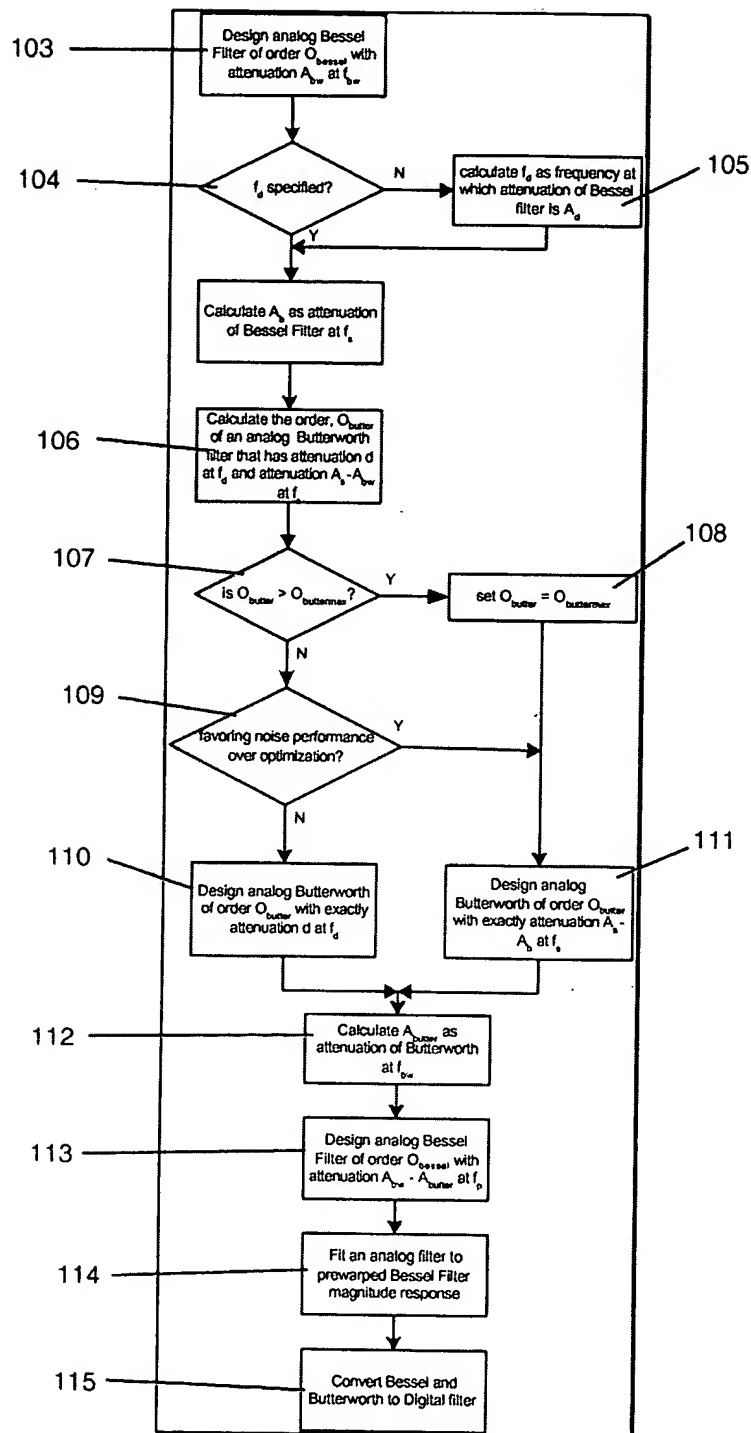 103
Design analog Bessel
Filter of order O_bessel with
attenuation A_bw at f_bw
104
f_d specified?
N
Y
105
calculate f_d as frequency at
which attenuation of Bessel
filter is A_d
Calculate A_b as attenuation
of Bessel Filter at f_s
106
Calculate the order, O_butter
of an analog Butterworth
filter that has attenuation d
at f_d and attenuation A_s - A_bw
at f_s
107
is O_butter > O_buttermax?
Y
N
108
set O_butter = O_buttermax
109
favoring noise performance
over optimization?
Y
N
110
Design analog Butterworth
of order O_butter with exactly
attenuation d at f_d
111
Design analog
Butterworth of order O_butter
with exactly attenuation A_s -
A_b at f_s
112
Calculate A_butter as
attenuation of Butterworth
at f_bw
113
Design analog Bessel
Filter of order O_bessel with
attenuation A_bw - A_butter at f_p
114
Fit an analog filter to
prewarped Bessel Filter
magnitude response
115
Convert Bessel and
Butterworth to Digital filter